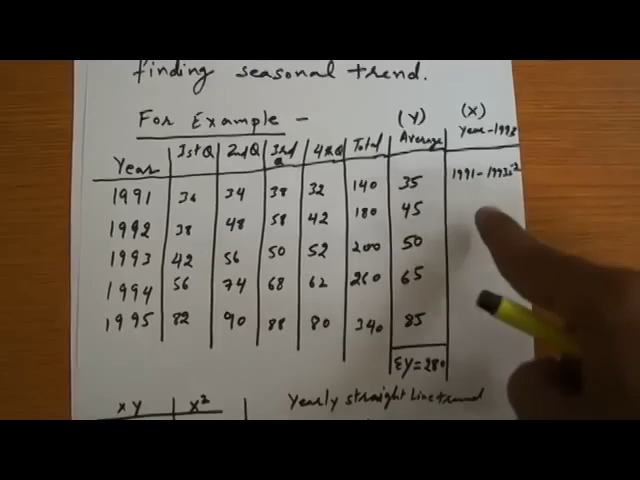 finding seasonal trend.
For Example -
(Y) (X)
Year 1st Q 2nd Q 3rd Q 4th Q Total Average Year-1993
1991 36 34 38 32 140 35 1991-1993=-2
1992 38 48 58 42 180 45
1993 42 56 50 52 200 50
1994 56 74 68 62 260 65
1995 82 90 88 80 340 85
ΣY=280
xy x² Yearly straight line trend